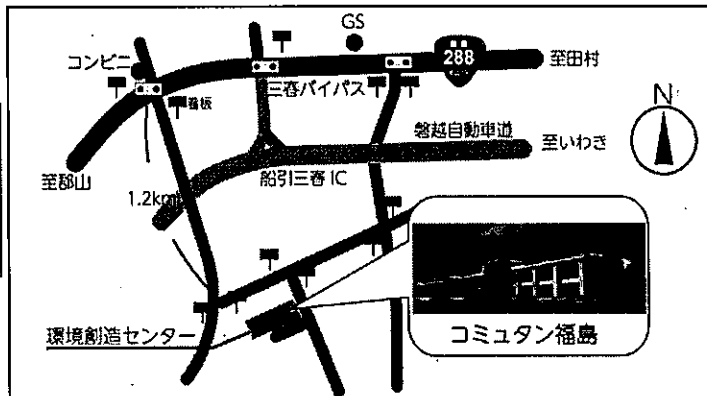 GS
コンビニ
288
至田村
三春バイパス
看板
N
磐越自動車道
至いわき
至郡山
船引三春IC
1.2km
環境創造センター
コミュタン福島